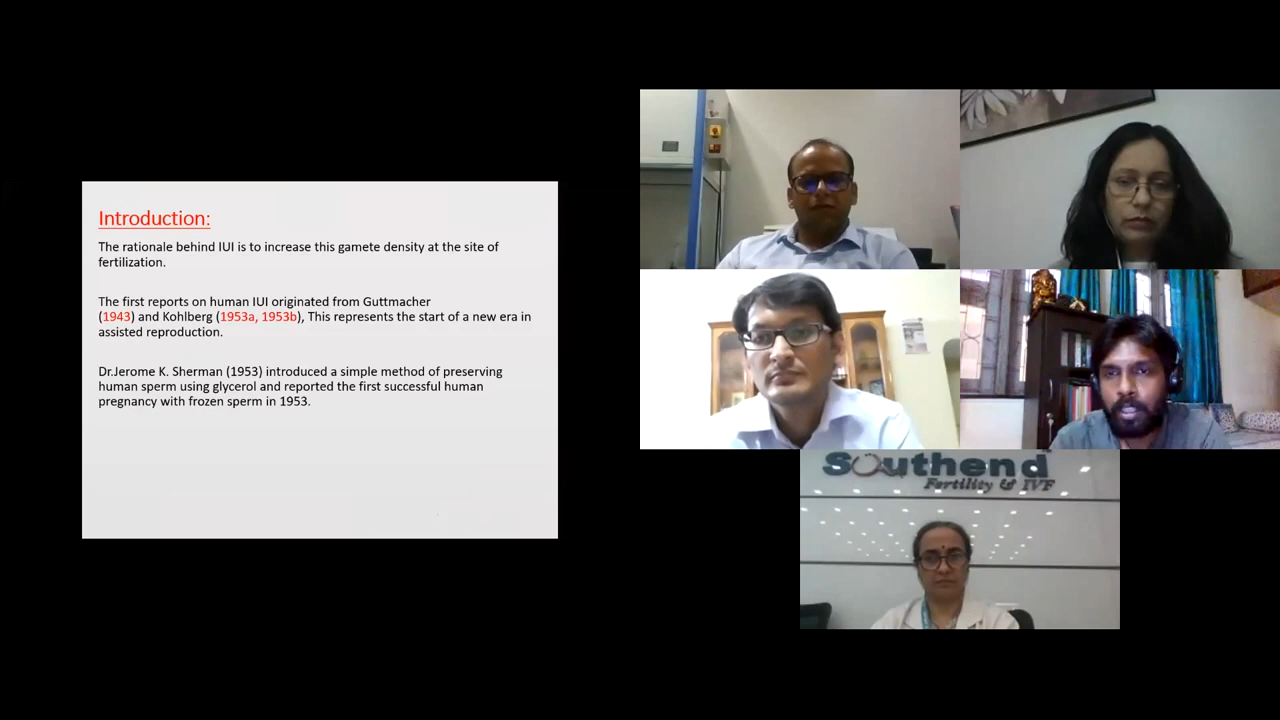 Introduction:
The rationale behind IUI is to increase this gamete density at the site of
fertilization.
The first reports on human IUI originated from Guttmacher
(1943) and Kohlberg (1953a, 1953b), This represents the start of a new era in
assisted reproduction.
Dr.Jerome K. Sherman (1953) introduced a simple method of preserving
human sperm using glycerol and reported the first successful human
pregnancy with frozen sperm in 1953.
Southend
Fertility & IVF